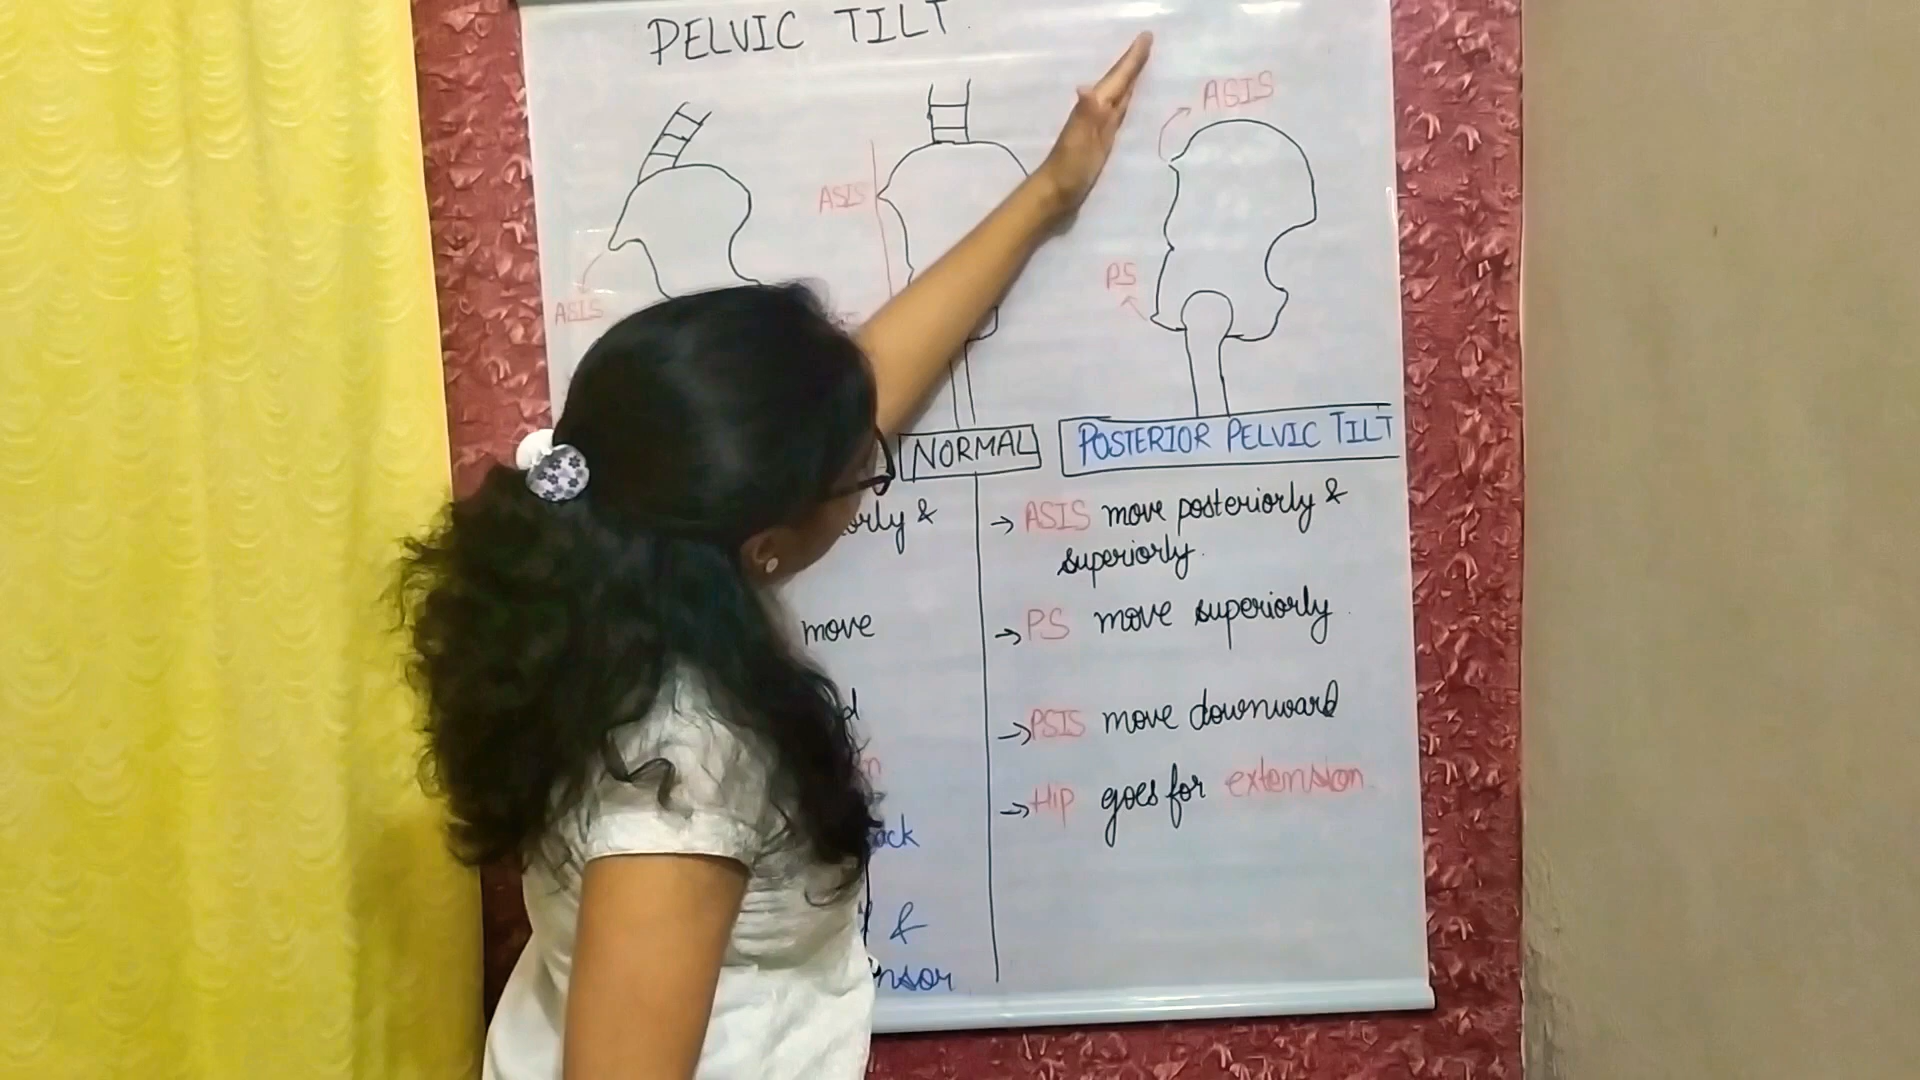 PELVIC TILT
ASIS
ASIS
ASIS
PS
NORMAL
POSTERIOR PELVIC TILT
&
→ ASIS move posteriorly &
superiorly.
move
→ PS move superiorly.
→ PSIS move downward
→ Hip goes for extension.
&